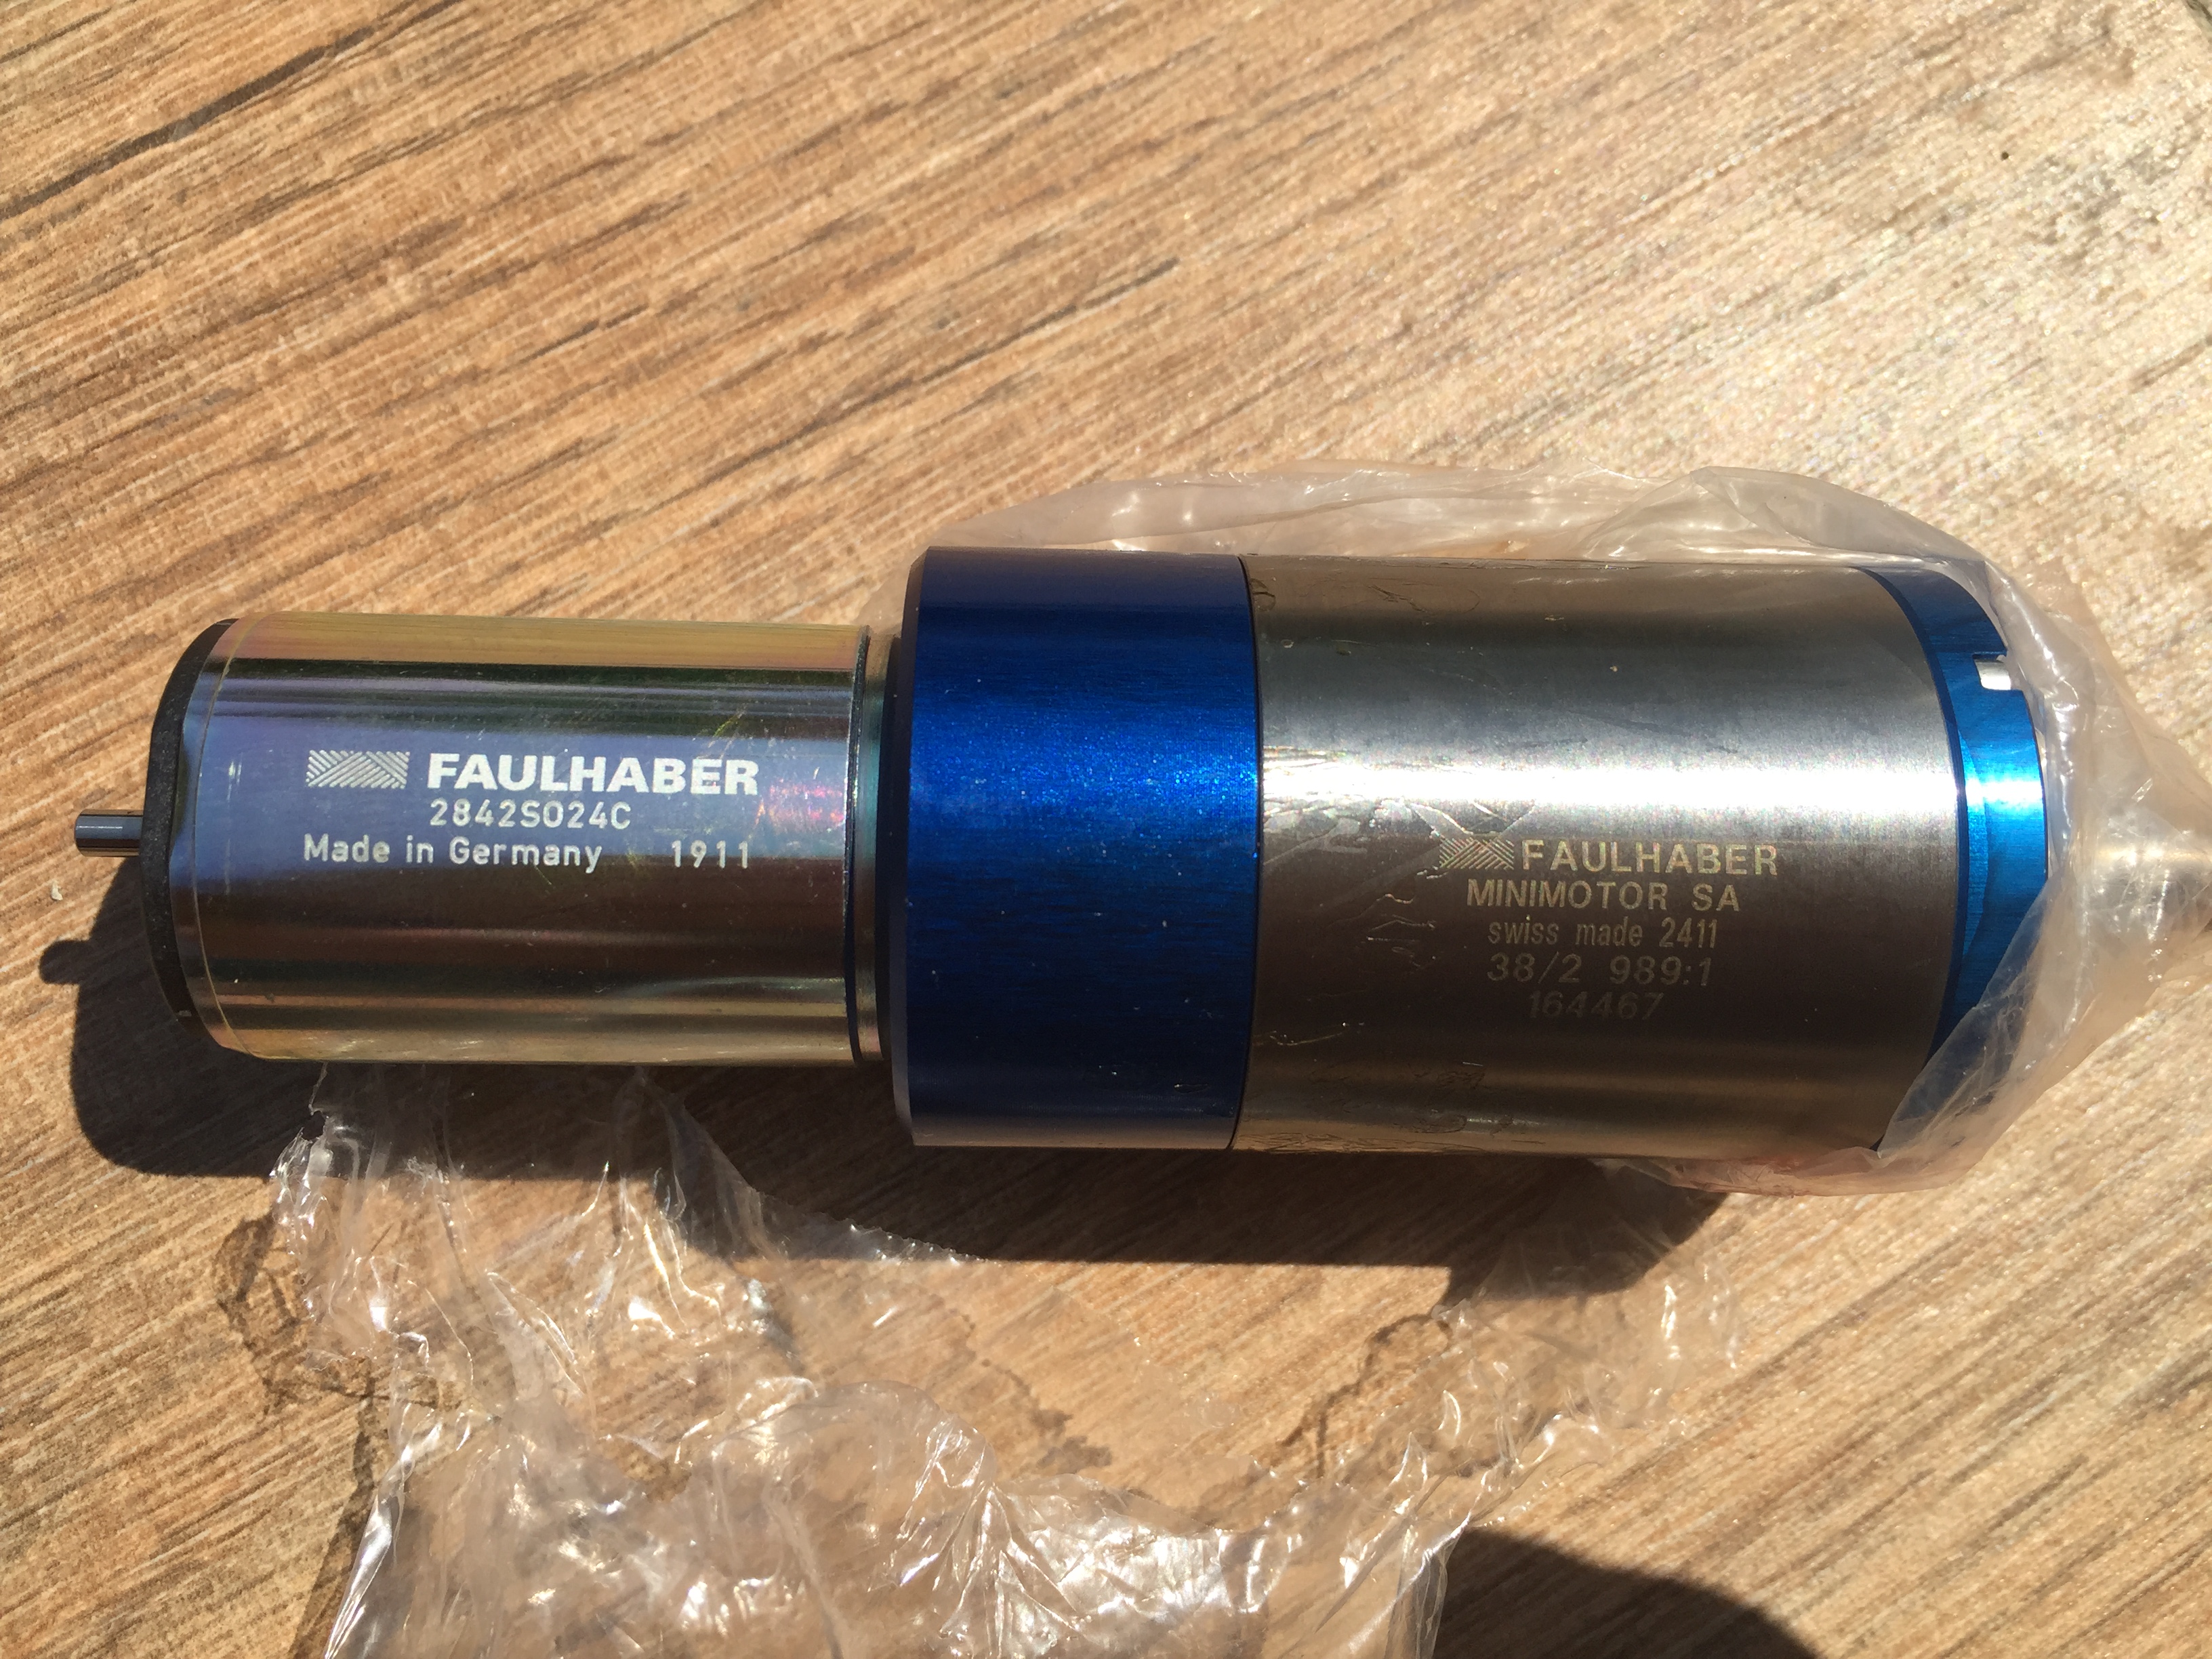 FAULHABER
2842S024C
Made in Germany 1911
FAULHABER
MINIMOTOR SA
swiss made 2411
38/2 989:1
164467